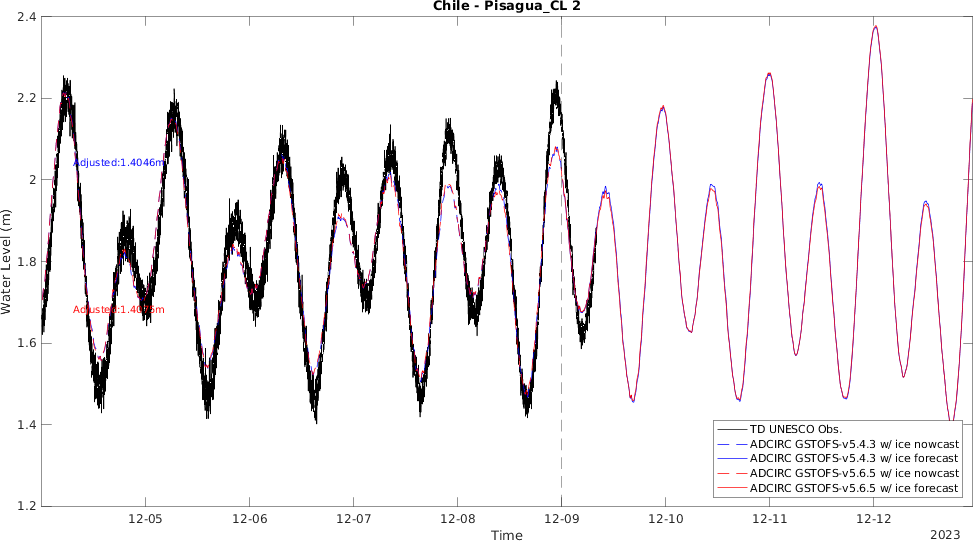 Chile - Pisagua_CL 2
2.4
2.2
2
1.8
1.6
1.4
1.2
Water Level (m)
Adjusted:1.4046m
12-05
12-06
12-07
12-08
12-09
12-10
12-11
12-12
Time
2023
TD UNESCO Obs.
ADCIRC GSTOFS-v5.4.3 w/ ice nowcast
ADCIRC GSTOFS-v5.4.3 w/ ice forecast
ADCIRC GSTOFS-v5.6.5 w/ ice nowcast
ADCIRC GSTOFS-v5.6.5 w/ ice forecast